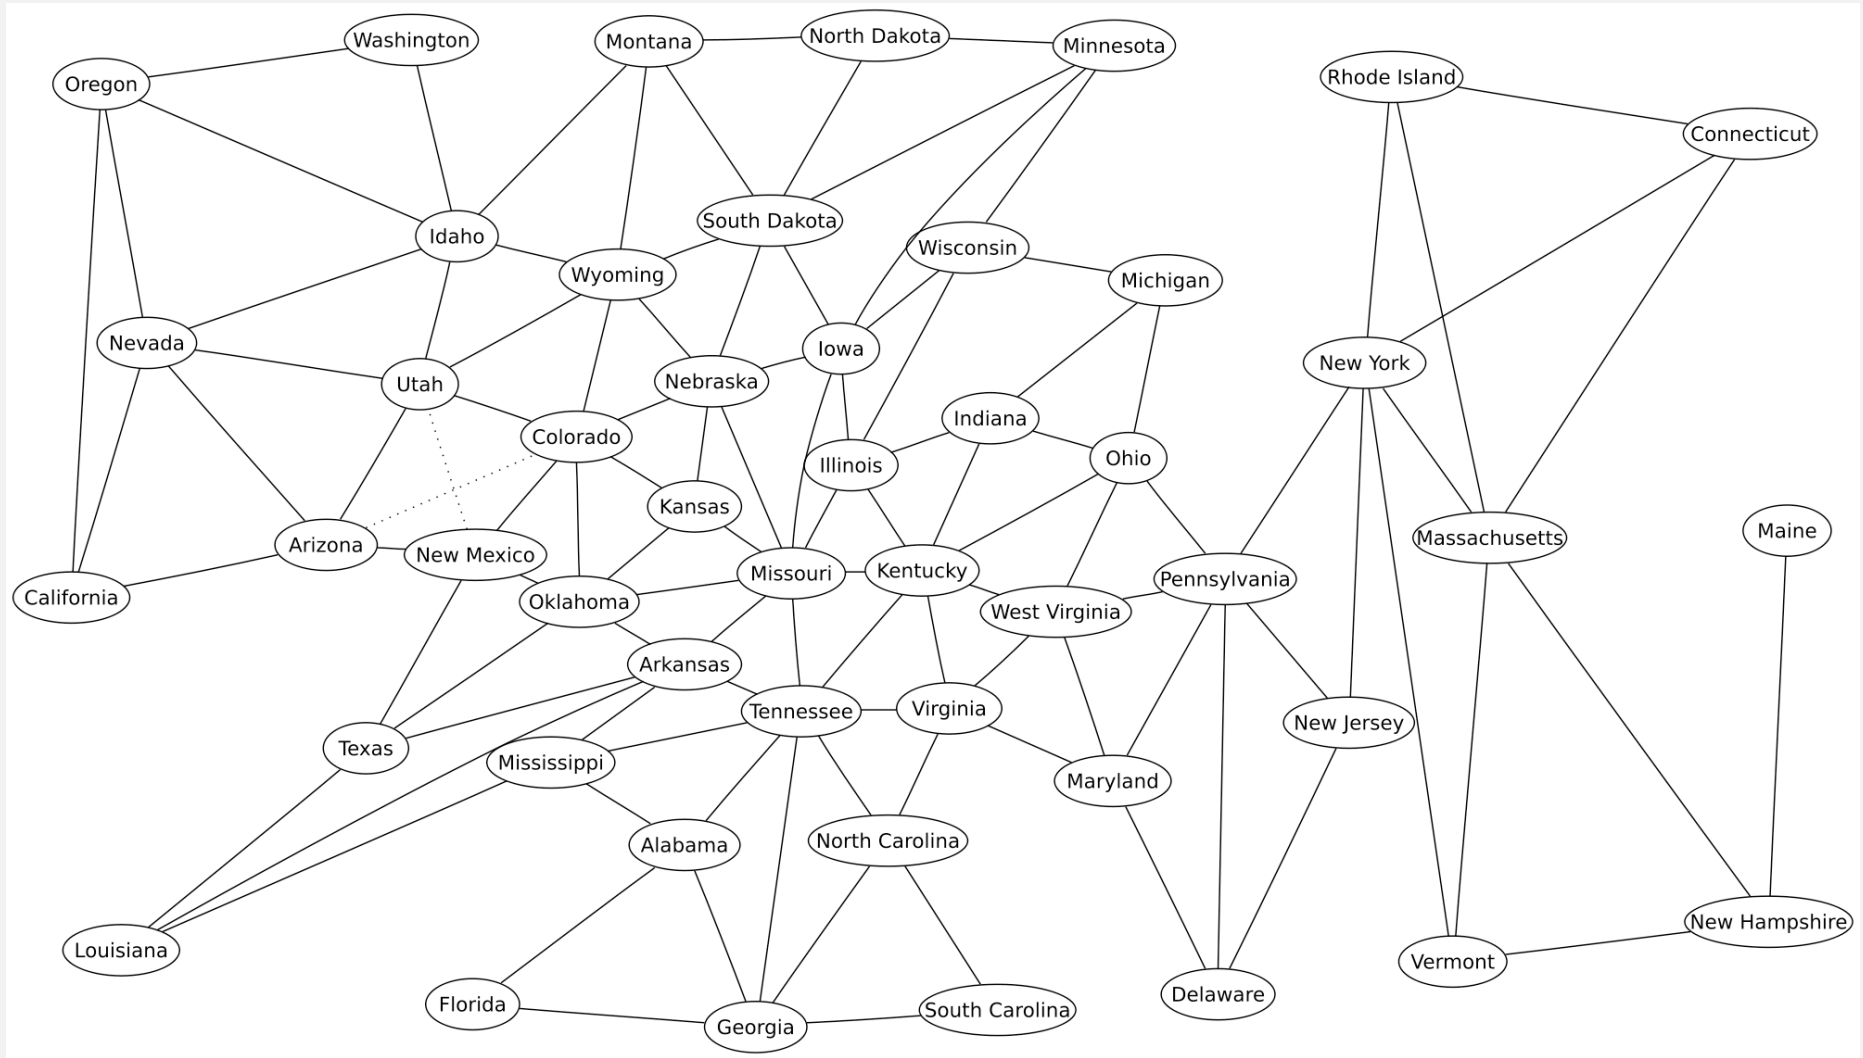 Washington
Montana
North Dakota
Minnesota
Oregon
Rhode Island
Connecticut
South Dakota
Idaho
Wisconsin
Wyoming
Michigan
Nevada
Iowa
New York
Utah
Nebraska
Indiana
Colorado
Illinois
Ohio
Kansas
Arizona
New Mexico
Massachusetts
Maine
California
Oklahoma
Missouri
Kentucky
Pennsylvania
West Virginia
Arkansas
Tennessee
Virginia
New Jersey
Texas
Mississippi
Maryland
Alabama
North Carolina
Louisiana
New Hampshire
Vermont
Florida
Georgia
South Carolina
Delaware